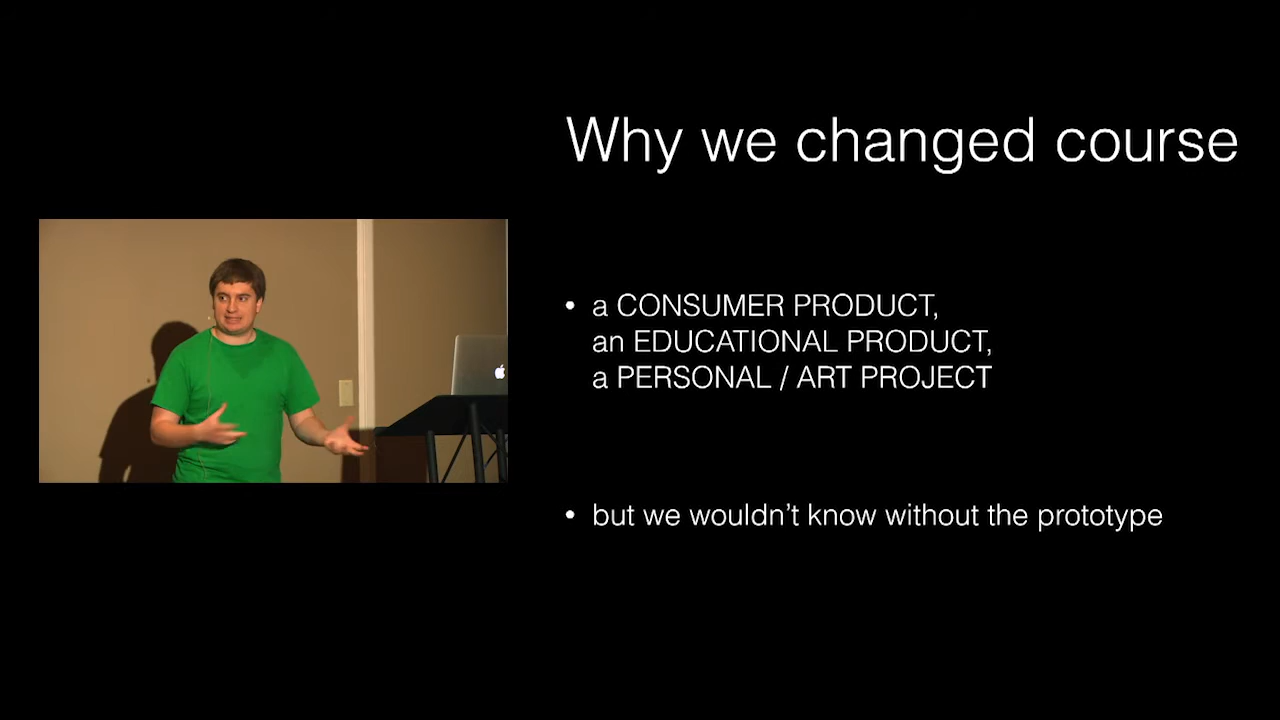 Why we changed course
• a CONSUMER PRODUCT,
an EDUCATIONAL PRODUCT,
a PERSONAL / ART PROJECT
• but we wouldn't know without the prototype